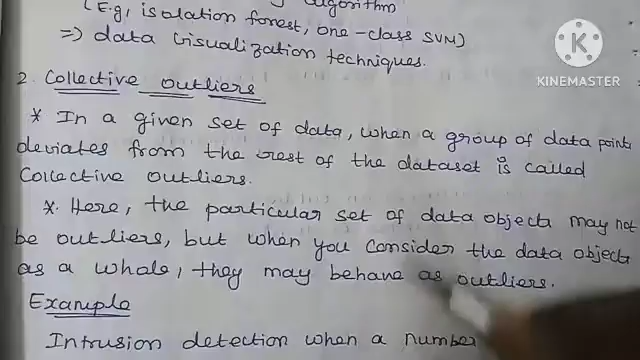 algorithm
(E.g, isolation forest, one-class SVM)
=> data visualization techniques.
KINEMASTER
2. Collective outliers
* In a given set of data, when a group of data points
deviates from the rest of the dataset is called
Collective outliers.
*. Here, the particular set of data objects may not
be outliers, but when you consider the data objects
as a whole, they may behave as outliers.
Example
Intrusion detection when a number